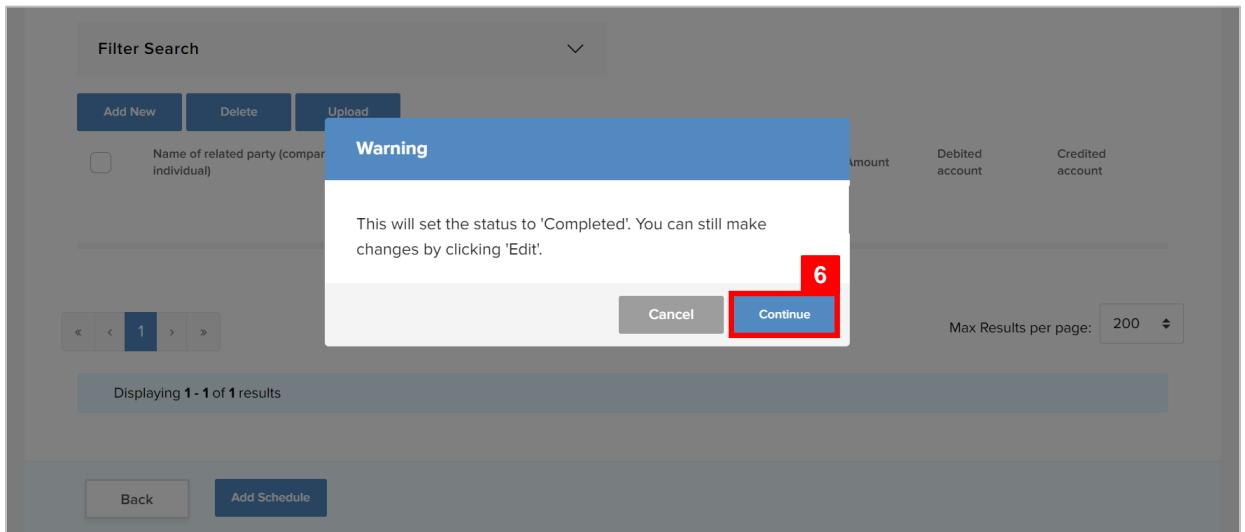 Filter Search
Add New Delete Upload
Warning
Name of related party (compan
individual)
Amount
Debited
account
Credited
account
This will set the status to 'Completed'. You can still make
changes by clicking 'Edit'.
6
Cancel Continue
« < 1 > »
Max Results per page: 200
Displaying 1 - 1 of 1 results
Back Add Schedule